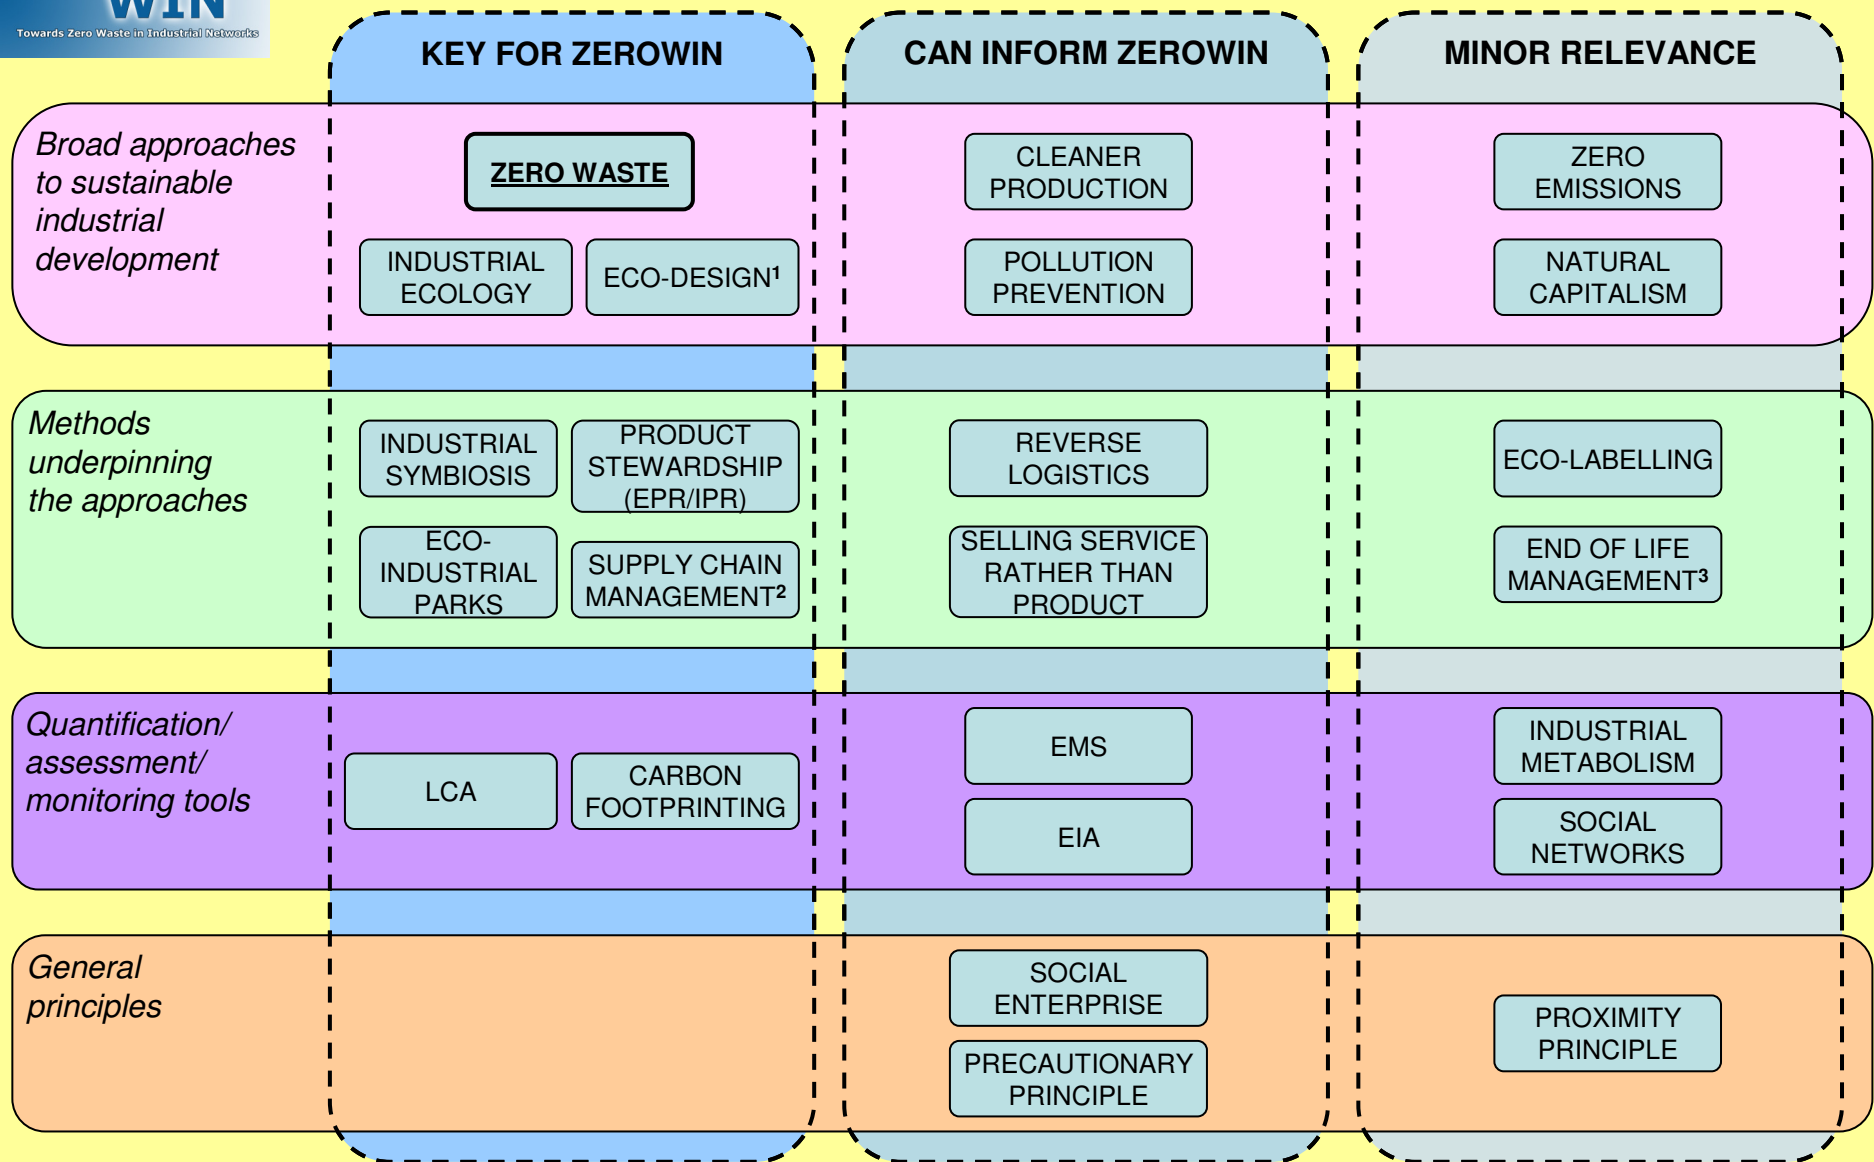 WIN
Towards Zero Waste in Industrial Networks
KEY FOR ZEROWIN
CAN INFORM ZEROWIN
MINOR RELEVANCE
Broad approaches
to sustainable
industrial
development
ZERO WASTE
INDUSTRIAL
ECOLOGY
ECO-DESIGN¹
CLEANER
PRODUCTION
POLLUTION
PREVENTION
ZERO
EMISSIONS
NATURAL
CAPITALISM
Methods
underpinning
the approaches
INDUSTRIAL
SYMBIOSIS
PRODUCT
STEWARDSHIP
(EPR/IPR)
ECO-
INDUSTRIAL
PARKS
SUPPLY CHAIN
MANAGEMENT²
REVERSE
LOGISTICS
SELLING SERVICE
RATHER THAN
PRODUCT
ECO-LABELLING
END OF LIFE
MANAGEMENT³
Quantification/
assessment/
monitoring tools
LCA
CARBON
FOOTPRINTING
EMS
EIA
INDUSTRIAL
METABOLISM
SOCIAL
NETWORKS
General
principles
SOCIAL
ENTERPRISE
PRECAUTIONARY
PRINCIPLE
PROXIMITY
PRINCIPLE